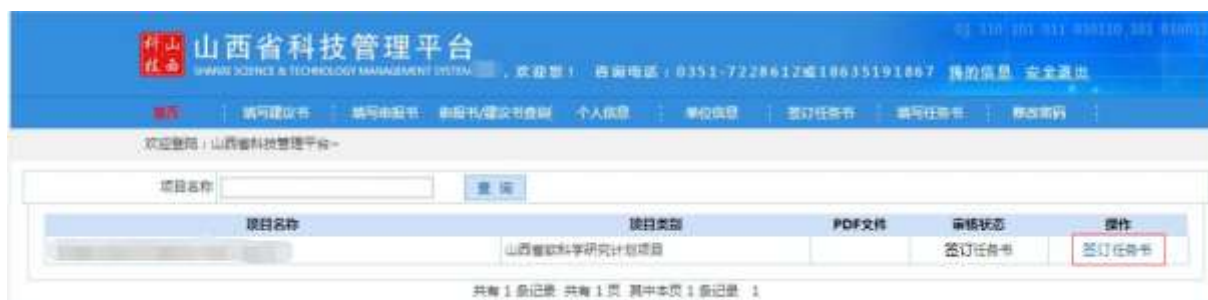 科山
技西
山西省科技管理平台
SHANXI SCIENCE & TECHNOLOGY MANAGEMENT SYSTEM
,欢迎您! 咨询电话:0351-7228612或18635191867 我的信息 安全退出
首页 填写建议书 填写申报书 申报书/建议书查询 个人信息 单位信息 签订任务书 填写任务书 修改密码
欢迎登陆:山西省科技管理平台~
项目名称 查 询
项目名称 项目类别 PDF文件 审核状态 操作
山西省软科学研究计划项目 签订任务书 签订任务书
共有 1 条记录 共有 1 页 其中本页 1 条记录 1